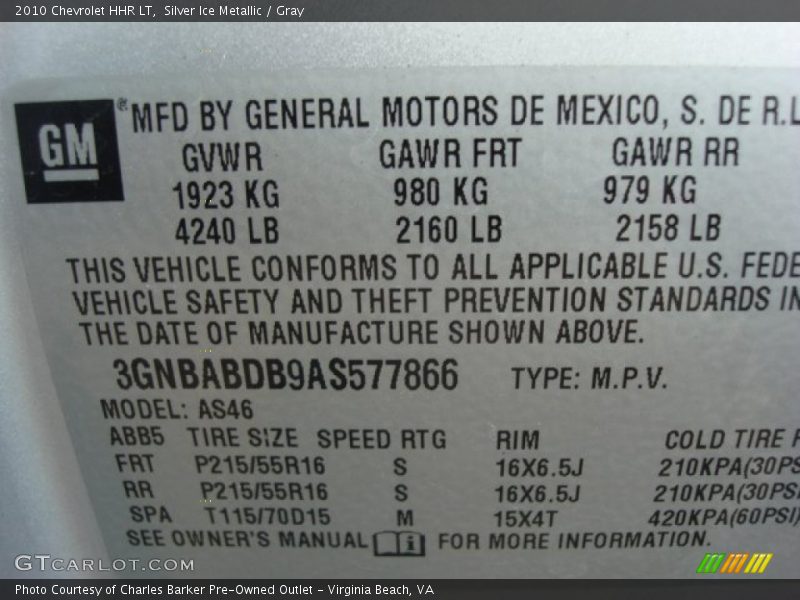 2010 Chevrolet HHR LT, Silver Ice Metallic / Gray
GM ® MFD BY GENERAL MOTORS DE MEXICO, S. DE R.L
GVWR GAWR FRT GAWR RR
1923 KG 980 KG 979 KG
4240 LB 2160 LB 2158 LB
THIS VEHICLE CONFORMS TO ALL APPLICABLE U.S. FEDE
VEHICLE SAFETY AND THEFT PREVENTION STANDARDS IN
THE DATE OF MANUFACTURE SHOWN ABOVE.
3GNBABDB9AS577866 TYPE: M.P.V.
MODEL: AS46
ABB5 TIRE SIZE SPEED RTG RIM COLD TIRE P
FRT P215/55R16 S 16X6.5J 210KPA(30PSI
RR P215/55R16 S 16X6.5J 210KPA(30PSI
SPA T115/70D15 M 15X4T 420KPA(60PSI)
SEE OWNER'S MANUAL i FOR MORE INFORMATION.
GTcarlot.com
Photo Courtesy of Charles Barker Pre-Owned Outlet - Virginia Beach, VA